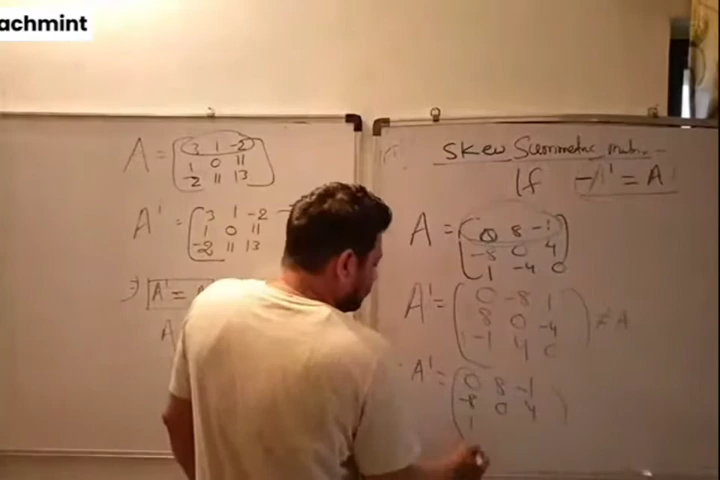 achmint
A = [3 1 -2
1 0 11
-2 11 13]
A' = [3 1 -2
1 0 11
-2 11 13
⇒ A' = A
A
Skew
If -A' = A
A = [0 8 -1
-8 0 4
1 -4 0]
A' = (0 -8 1
8 0 -4
-1 4 0) ≠ A
A' = (0 8 -1
-8 0 4
1